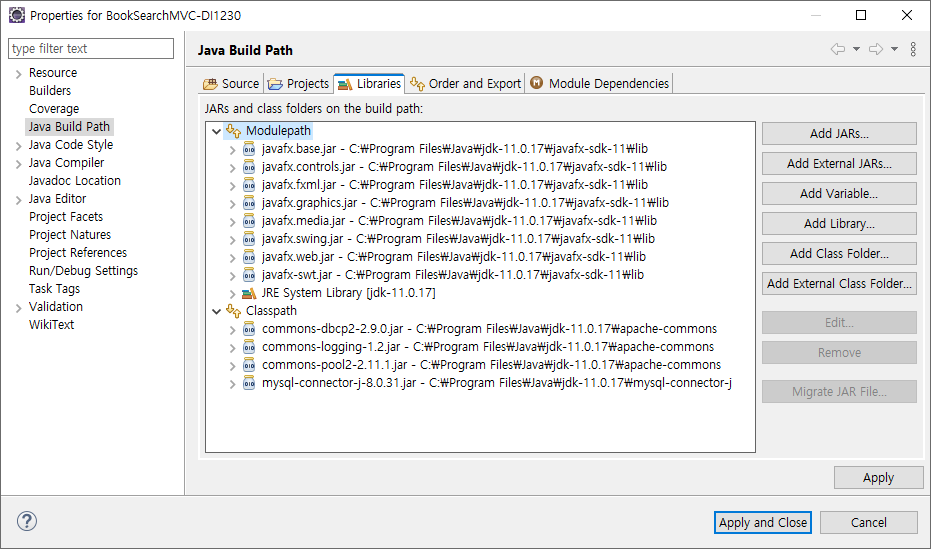 Properties for BookSearchMVC-DI1230
type filter text
Resource
Builders
Coverage
Java Build Path
Java Code Style
Java Compiler
Javadoc Location
Java Editor
Project Facets
Project Natures
Project References
Run/Debug Settings
Task Tags
Validation
WikiText
Java Build Path
Source
Projects
Libraries
Order and Export
Module Dependencies
JARs and class folders on the build path:
Modulepath
javafx.base.jar - C:₩Program Files₩Java₩jdk-11.0.17₩javafx-sdk-11₩lib
javafx.controls.jar - C:₩Program Files₩Java₩jdk-11.0.17₩javafx-sdk-11₩lib
javafx.fxml.jar - C:₩Program Files₩Java₩jdk-11.0.17₩javafx-sdk-11₩lib
javafx.graphics.jar - C:₩Program Files₩Java₩jdk-11.0.17₩javafx-sdk-11₩lib
javafx.media.jar - C:₩Program Files₩Java₩jdk-11.0.17₩javafx-sdk-11₩lib
javafx.swing.jar - C:₩Program Files₩Java₩jdk-11.0.17₩javafx-sdk-11₩lib
javafx.web.jar - C:₩Program Files₩Java₩jdk-11.0.17₩javafx-sdk-11₩lib
javafx-swt.jar - C:₩Program Files₩Java₩jdk-11.0.17₩javafx-sdk-11₩lib
JRE System Library [jdk-11.0.17]
Classpath
commons-dbcp2-2.9.0.jar - C:₩Program Files₩Java₩jdk-11.0.17₩apache-commons
commons-logging-1.2.jar - C:₩Program Files₩Java₩jdk-11.0.17₩apache-commons
commons-pool2-2.11.1.jar - C:₩Program Files₩Java₩jdk-11.0.17₩apache-commons
mysql-connector-j-8.0.31.jar - C:₩Program Files₩Java₩jdk-11.0.17₩mysql-connector-j
Add JARs...
Add External JARs...
Add Variable...
Add Library...
Add Class Folder...
Add External Class Folder...
Edit...
Remove
Migrate JAR File...
Apply
Apply and Close
Cancel